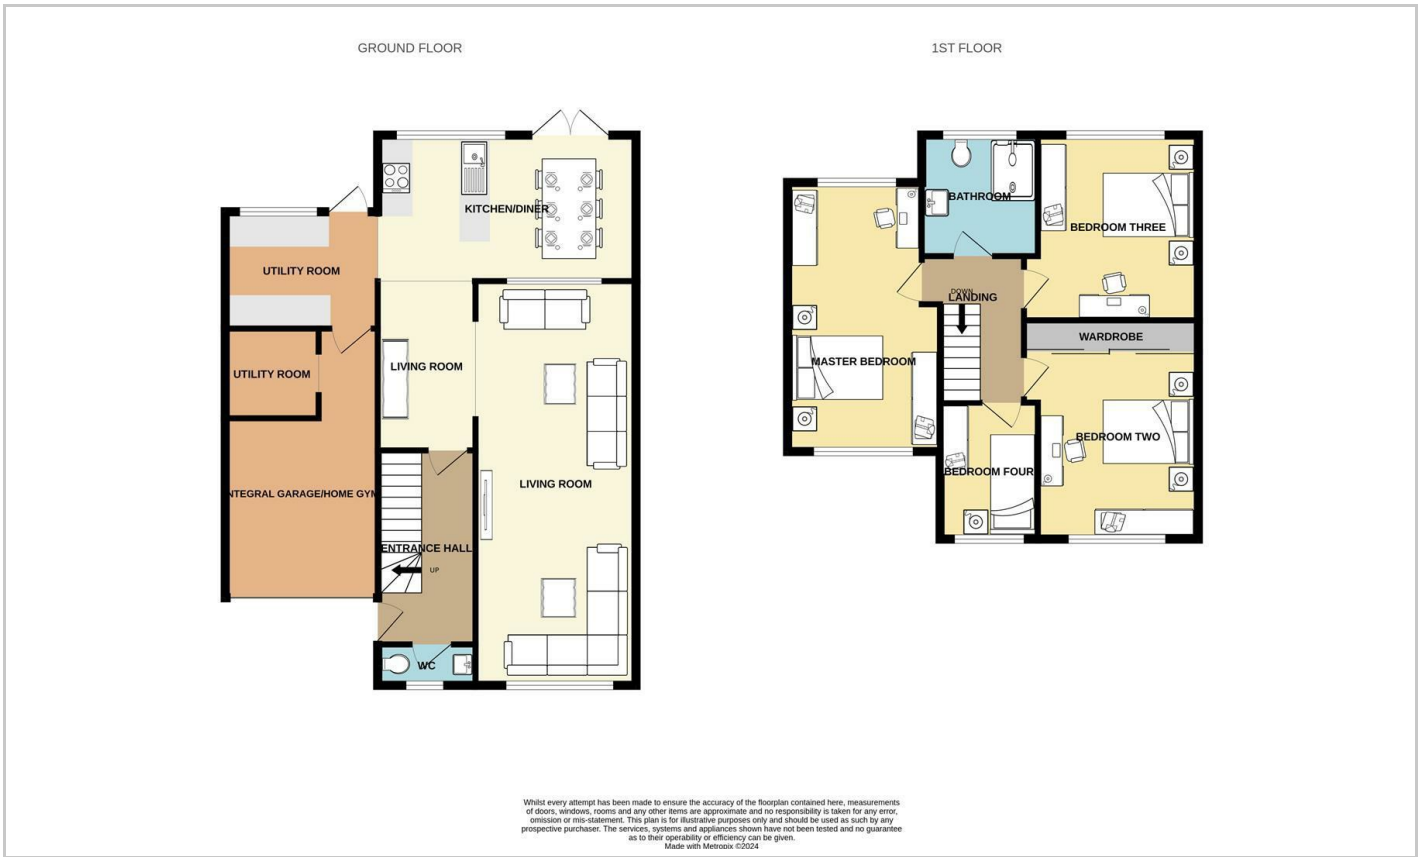 GROUND FLOOR
1ST FLOOR
KITCHEN/DINER
UTILITY ROOM
UTILITY ROOM
LIVING ROOM
LIVING ROOM
NTEGRAL GARAGE/HOME GYM
ENTRANCE HALL
UP
WC
BATHROOM
BEDROOM THREE
DOWN
LANDING
WARDROBE
MASTER BEDROOM
BEDROOM TWO
BEDROOM FOUR
Whilst every attempt has been made to ensure the accuracy of the floorplan contained here, measurements
of doors, windows, rooms and any other items are approximate and no responsibility is taken for any error,
omission or mis-statement. This plan is for illustrative purposes only and should be used as such by any
prospective purchaser. The services, systems and appliances shown have not been tested and no guarantee
as to their operability or efficiency can be given.
Made with Metropix ©2024